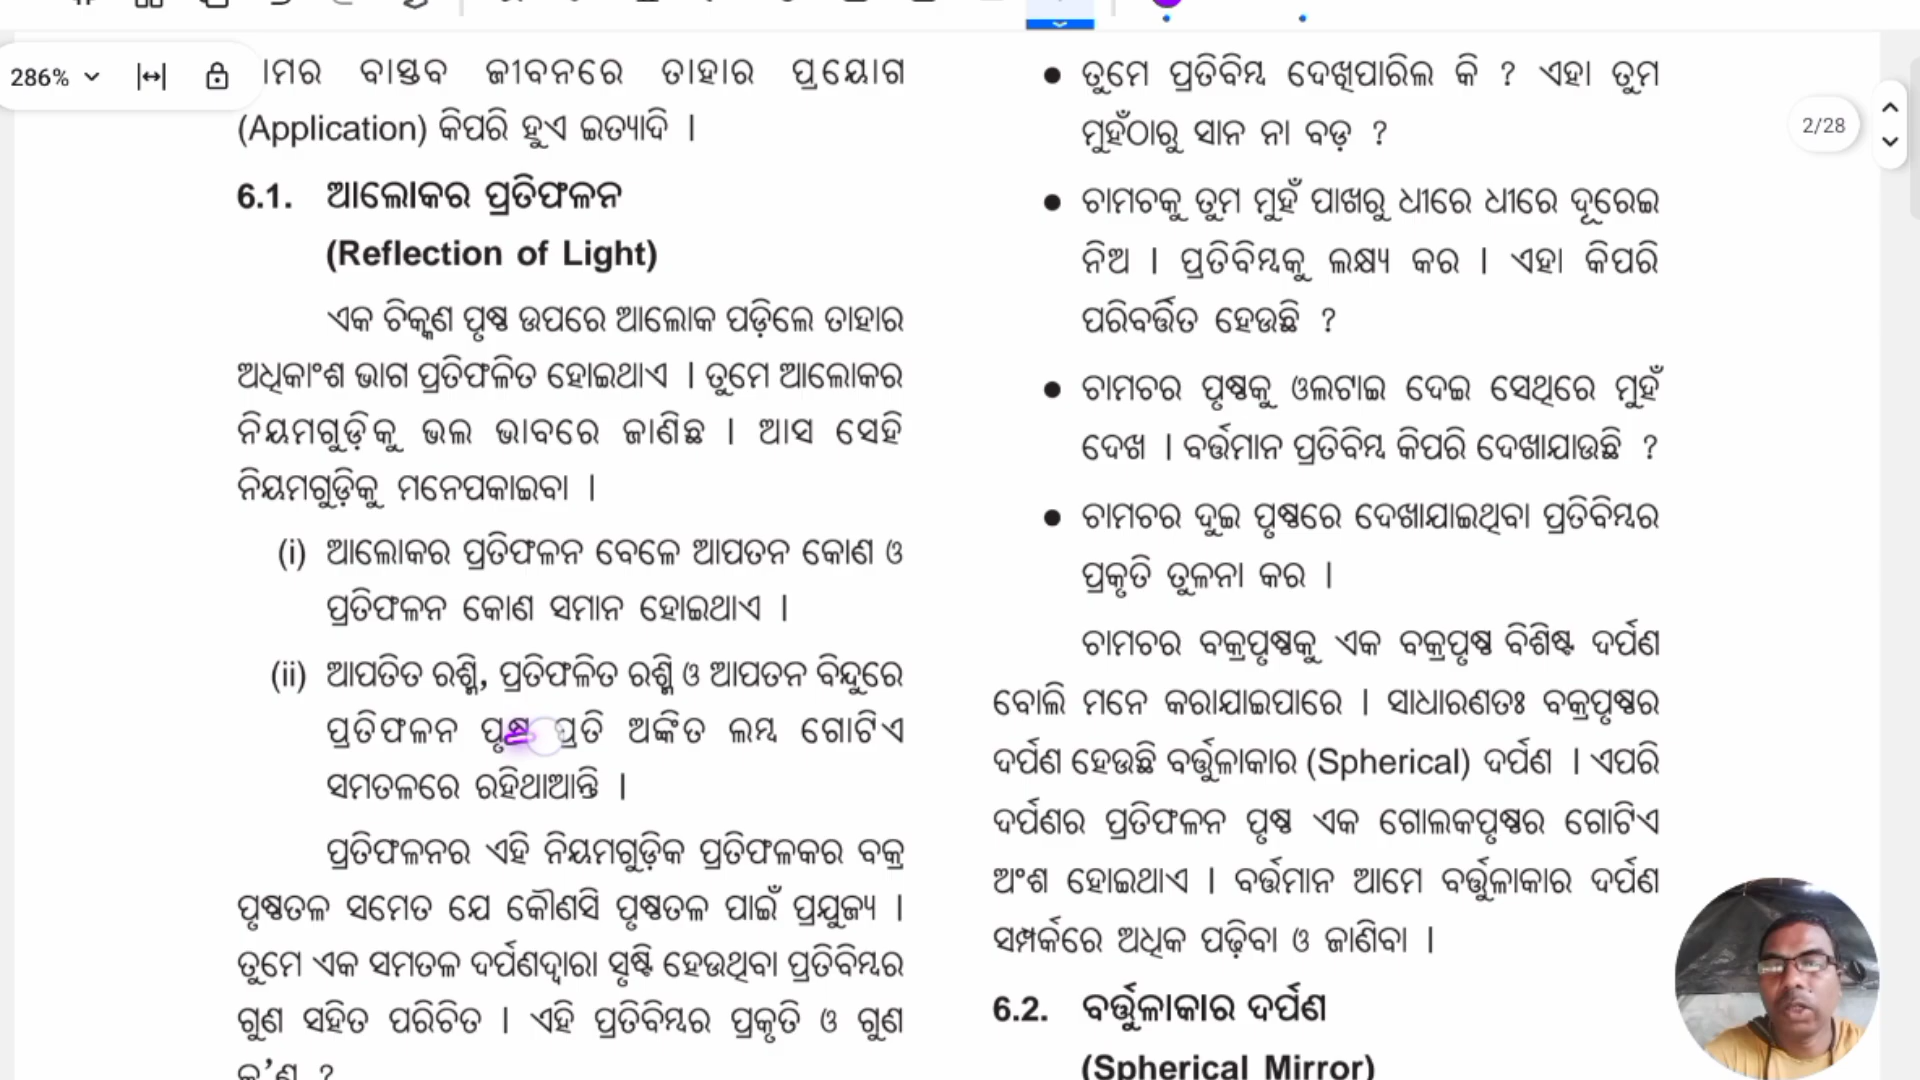 286%
2/28
ାମର ବାସ୍ତବ ଜୀବନରେ ତାହାର ପ୍ରୟୋଗ
(Application) କିପରି ହୁଏ ଇତ୍ୟାଦି ।
6.1. ଆଲୋକର ପ୍ରତିଫଳନ
(Reflection of Light)
ଏକ ଚିକ୍କଣ ପୃଷ୍ଠ ଉପରେ ଆଲୋକ ପଡ଼ିଲେ ତାହାର
ଅଧିକାଂଶ ଭାଗ ପ୍ରତିଫଳିତ ହୋଇଥାଏ । ତୁମେ ଆଲୋକର
ନିୟମଗୁଡ଼ିକୁ ଭଲ ଭାବରେ ଜାଣିଛ । ଆସ ସେହି
ନିୟମଗୁଡ଼ିକୁ ମନେପକାଇବା ।
(i) ଆଲୋକର ପ୍ରତିଫଳନ ବେଳେ ଆପତନ କୋଣ ଓ
ପ୍ରତିଫଳନ କୋଣ ସମାନ ହୋଇଥାଏ ।
(ii) ଆପତିତ ରଶ୍ମି, ପ୍ରତିଫଳିତ ରଶ୍ମି ଓ ଆପତନ ବିନ୍ଦୁରେ
ପ୍ରତିଫଳନ ପୃଷ୍ଠ ପ୍ରତି ଅଙ୍କିତ ଲମ୍ବ ଗୋଟିଏ
ସମତଳରେ ରହିଥାଆନ୍ତି ।
ପ୍ରତିଫଳନର ଏହି ନିୟମଗୁଡ଼ିକ ପ୍ରତିଫଳକର ବକ୍ର
ପୃଷ୍ଠତଳ ସମେତ ଯେ କୌଣସି ପୃଷ୍ଠତଳ ପାଇଁ ପ୍ରଯୁଜ୍ୟ ।
ତୁମେ ଏକ ସମତଳ ଦର୍ପଣଦ୍ୱାରା ସୃଷ୍ଟି ହେଉଥିବା ପ୍ରତିବିମ୍ବର
ଗୁଣ ସହିତ ପରିଚିତ । ଏହି ପ୍ରତିବିମ୍ବର ପ୍ରକୃତି ଓ ଗୁଣ
କ'ଣ ?
● ତୁମେ ପ୍ରତିବିମ୍ବ ଦେଖିପାରିଲ କି ? ଏହା ତୁମ
ମୁହଁଠାରୁ ସାନ ନା ବଡ଼ ?
● ଚାମଚକୁ ତୁମ ମୁହଁ ପାଖରୁ ଧୀରେ ଧୀରେ ଦୂରେଇ
ନିଅ । ପ୍ରତିବିମ୍ବକୁ ଲକ୍ଷ୍ୟ କର । ଏହା କିପରି
ପରିବର୍ତ୍ତିତ ହେଉଛି ?
● ଚାମଚର ପୃଷ୍ଠକୁ ଓଲଟାଇ ଦେଇ ସେଥିରେ ମୁହଁ
ଦେଖ । ବର୍ତ୍ତମାନ ପ୍ରତିବିମ୍ବ କିପରି ଦେଖାଯାଉଛି ?
● ଚାମଚର ଦୁଇ ପୃଷ୍ଠରେ ଦେଖାଯାଇଥିବା ପ୍ରତିବିମ୍ବର
ପ୍ରକୃତି ତୁଳନା କର ।
ଚାମଚର ବକ୍ରପୃଷ୍ଠକୁ ଏକ ବକ୍ରପୃଷ୍ଠ ବିଶିଷ୍ଟ ଦର୍ପଣ
ବୋଲି ମନେ କରାଯାଇପାରେ । ସାଧାରଣତଃ ବକ୍ରପୃଷ୍ଠର
ଦର୍ପଣ ହେଉଛି ବର୍ତ୍ତୁଳାକାର (Spherical) ଦର୍ପଣ । ଏପରି
ଦର୍ପଣର ପ୍ରତିଫଳନ ପୃଷ୍ଠ ଏକ ଗୋଲକପୃଷ୍ଠର ଗୋଟିଏ
ଅଂଶ ହୋଇଥାଏ । ବର୍ତ୍ତମାନ ଆମେ ବର୍ତ୍ତୁଳାକାର ଦର୍ପଣ
ସମ୍ପର୍କରେ ଅଧିକ ପଢ଼ିବା ଓ ଜାଣିବା ।
6.2. ବର୍ତ୍ତୁଳାକାର ଦର୍ପଣ
(Spherical Mirror)